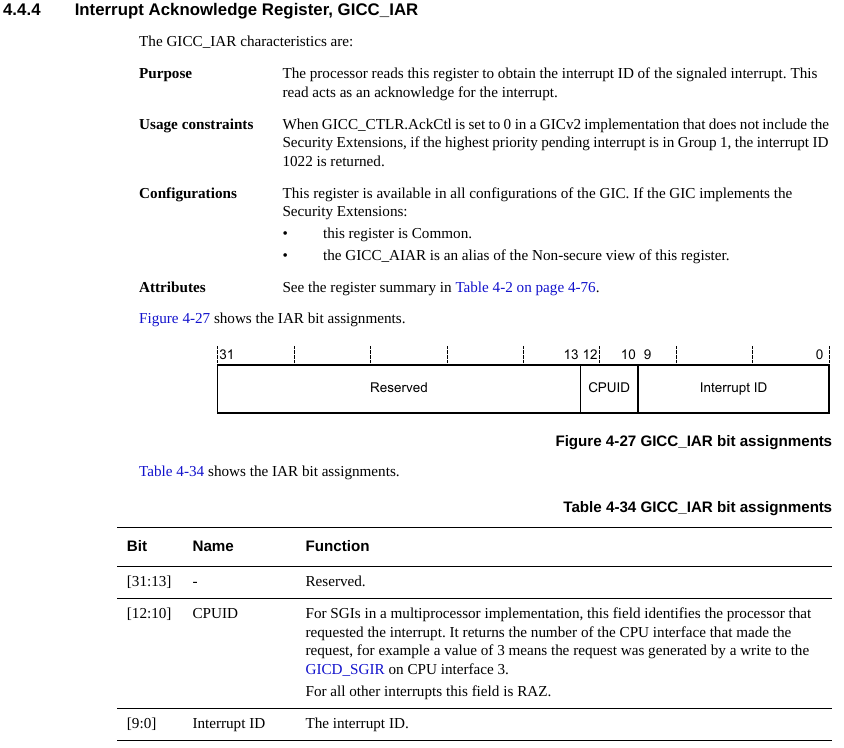 4.4.4 Interrupt Acknowledge Register, GICC_IAR
The GICC_IAR characteristics are:
Purpose The processor reads this register to obtain the interrupt ID of the signaled interrupt. This
read acts as an acknowledge for the interrupt.
Usage constraints When GICC_CTLR.AckCtl is set to 0 in a GICv2 implementation that does not include the
Security Extensions, if the highest priority pending interrupt is in Group 1, the interrupt ID
1022 is returned.
Configurations This register is available in all configurations of the GIC. If the GIC implements the
Security Extensions:
• this register is Common.
• the GICC_AIAR is an alias of the Non-secure view of this register.
Attributes See the register summary in Table 4-2 on page 4-76.
Figure 4-27 shows the IAR bit assignments.
31 13 12 10 9 0
Reserved CPUID Interrupt ID
Figure 4-27 GICC_IAR bit assignments
Table 4-34 shows the IAR bit assignments.
Table 4-34 GICC_IAR bit assignments
Bit Name Function
[31:13] - Reserved.
[12:10] CPUID For SGIs in a multiprocessor implementation, this field identifies the processor that
requested the interrupt. It returns the number of the CPU interface that made the
request, for example a value of 3 means the request was generated by a write to the
GICD_SGIR on CPU interface 3.
For all other interrupts this field is RAZ.
[9:0] Interrupt ID The interrupt ID.